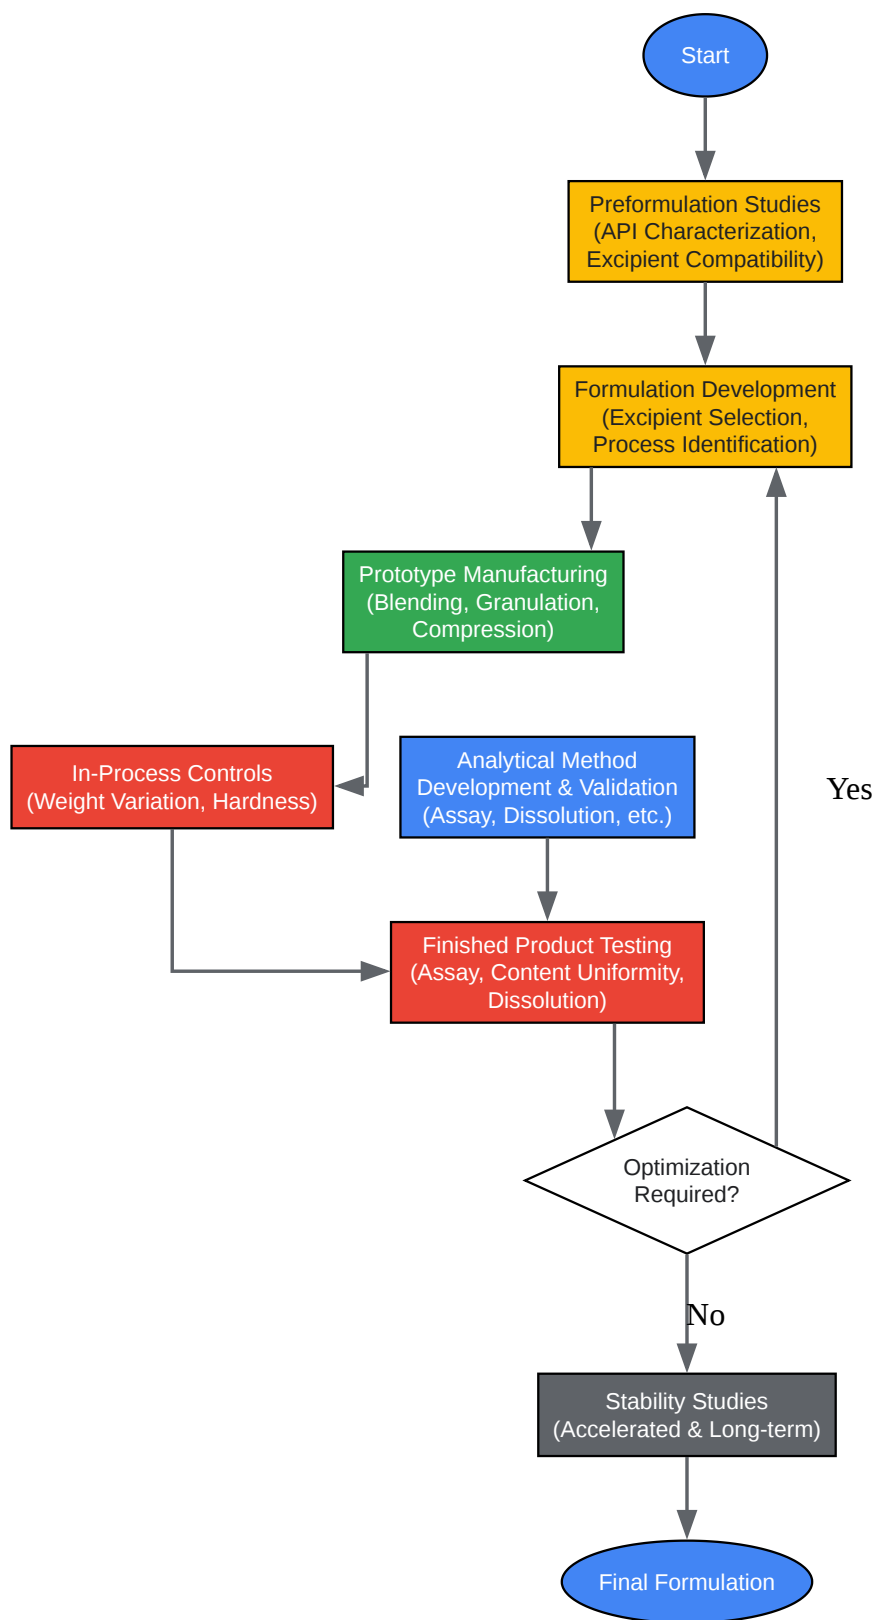 Start
Preformulation Studies
(API Characterization,
Excipient Compatibility)
Formulation Development
(Excipient Selection,
Process Identification)
Prototype Manufacturing
(Blending, Granulation,
Compression)
In-Process Controls
(Weight Variation, Hardness)
Analytical Method
Development & Validation
(Assay, Dissolution, etc.)
Yes
Finished Product Testing
(Assay, Content Uniformity,
Dissolution)
Optimization
Required?
No
Stability Studies
(Accelerated & Long-term)
Final Formulation